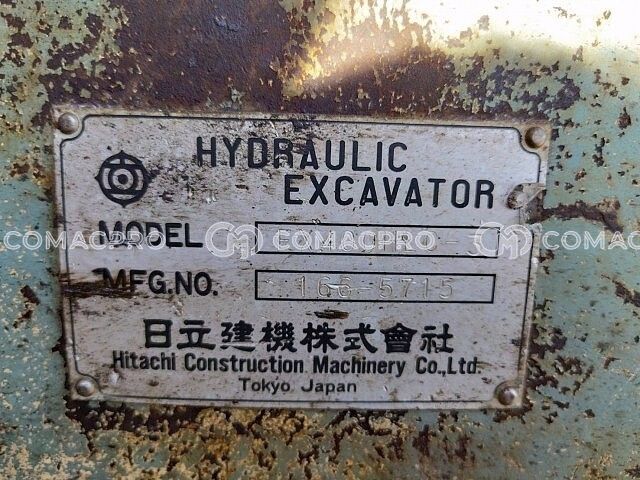 HYDRAULIC
EXCAVATOR
MODEL
COMACPRO COMACPRO COMACPRO
MFG.NO. 166-5715
日立建機株式會社
Hitachi Construction Machinery Co.,Ltd.
Tokyo Japan